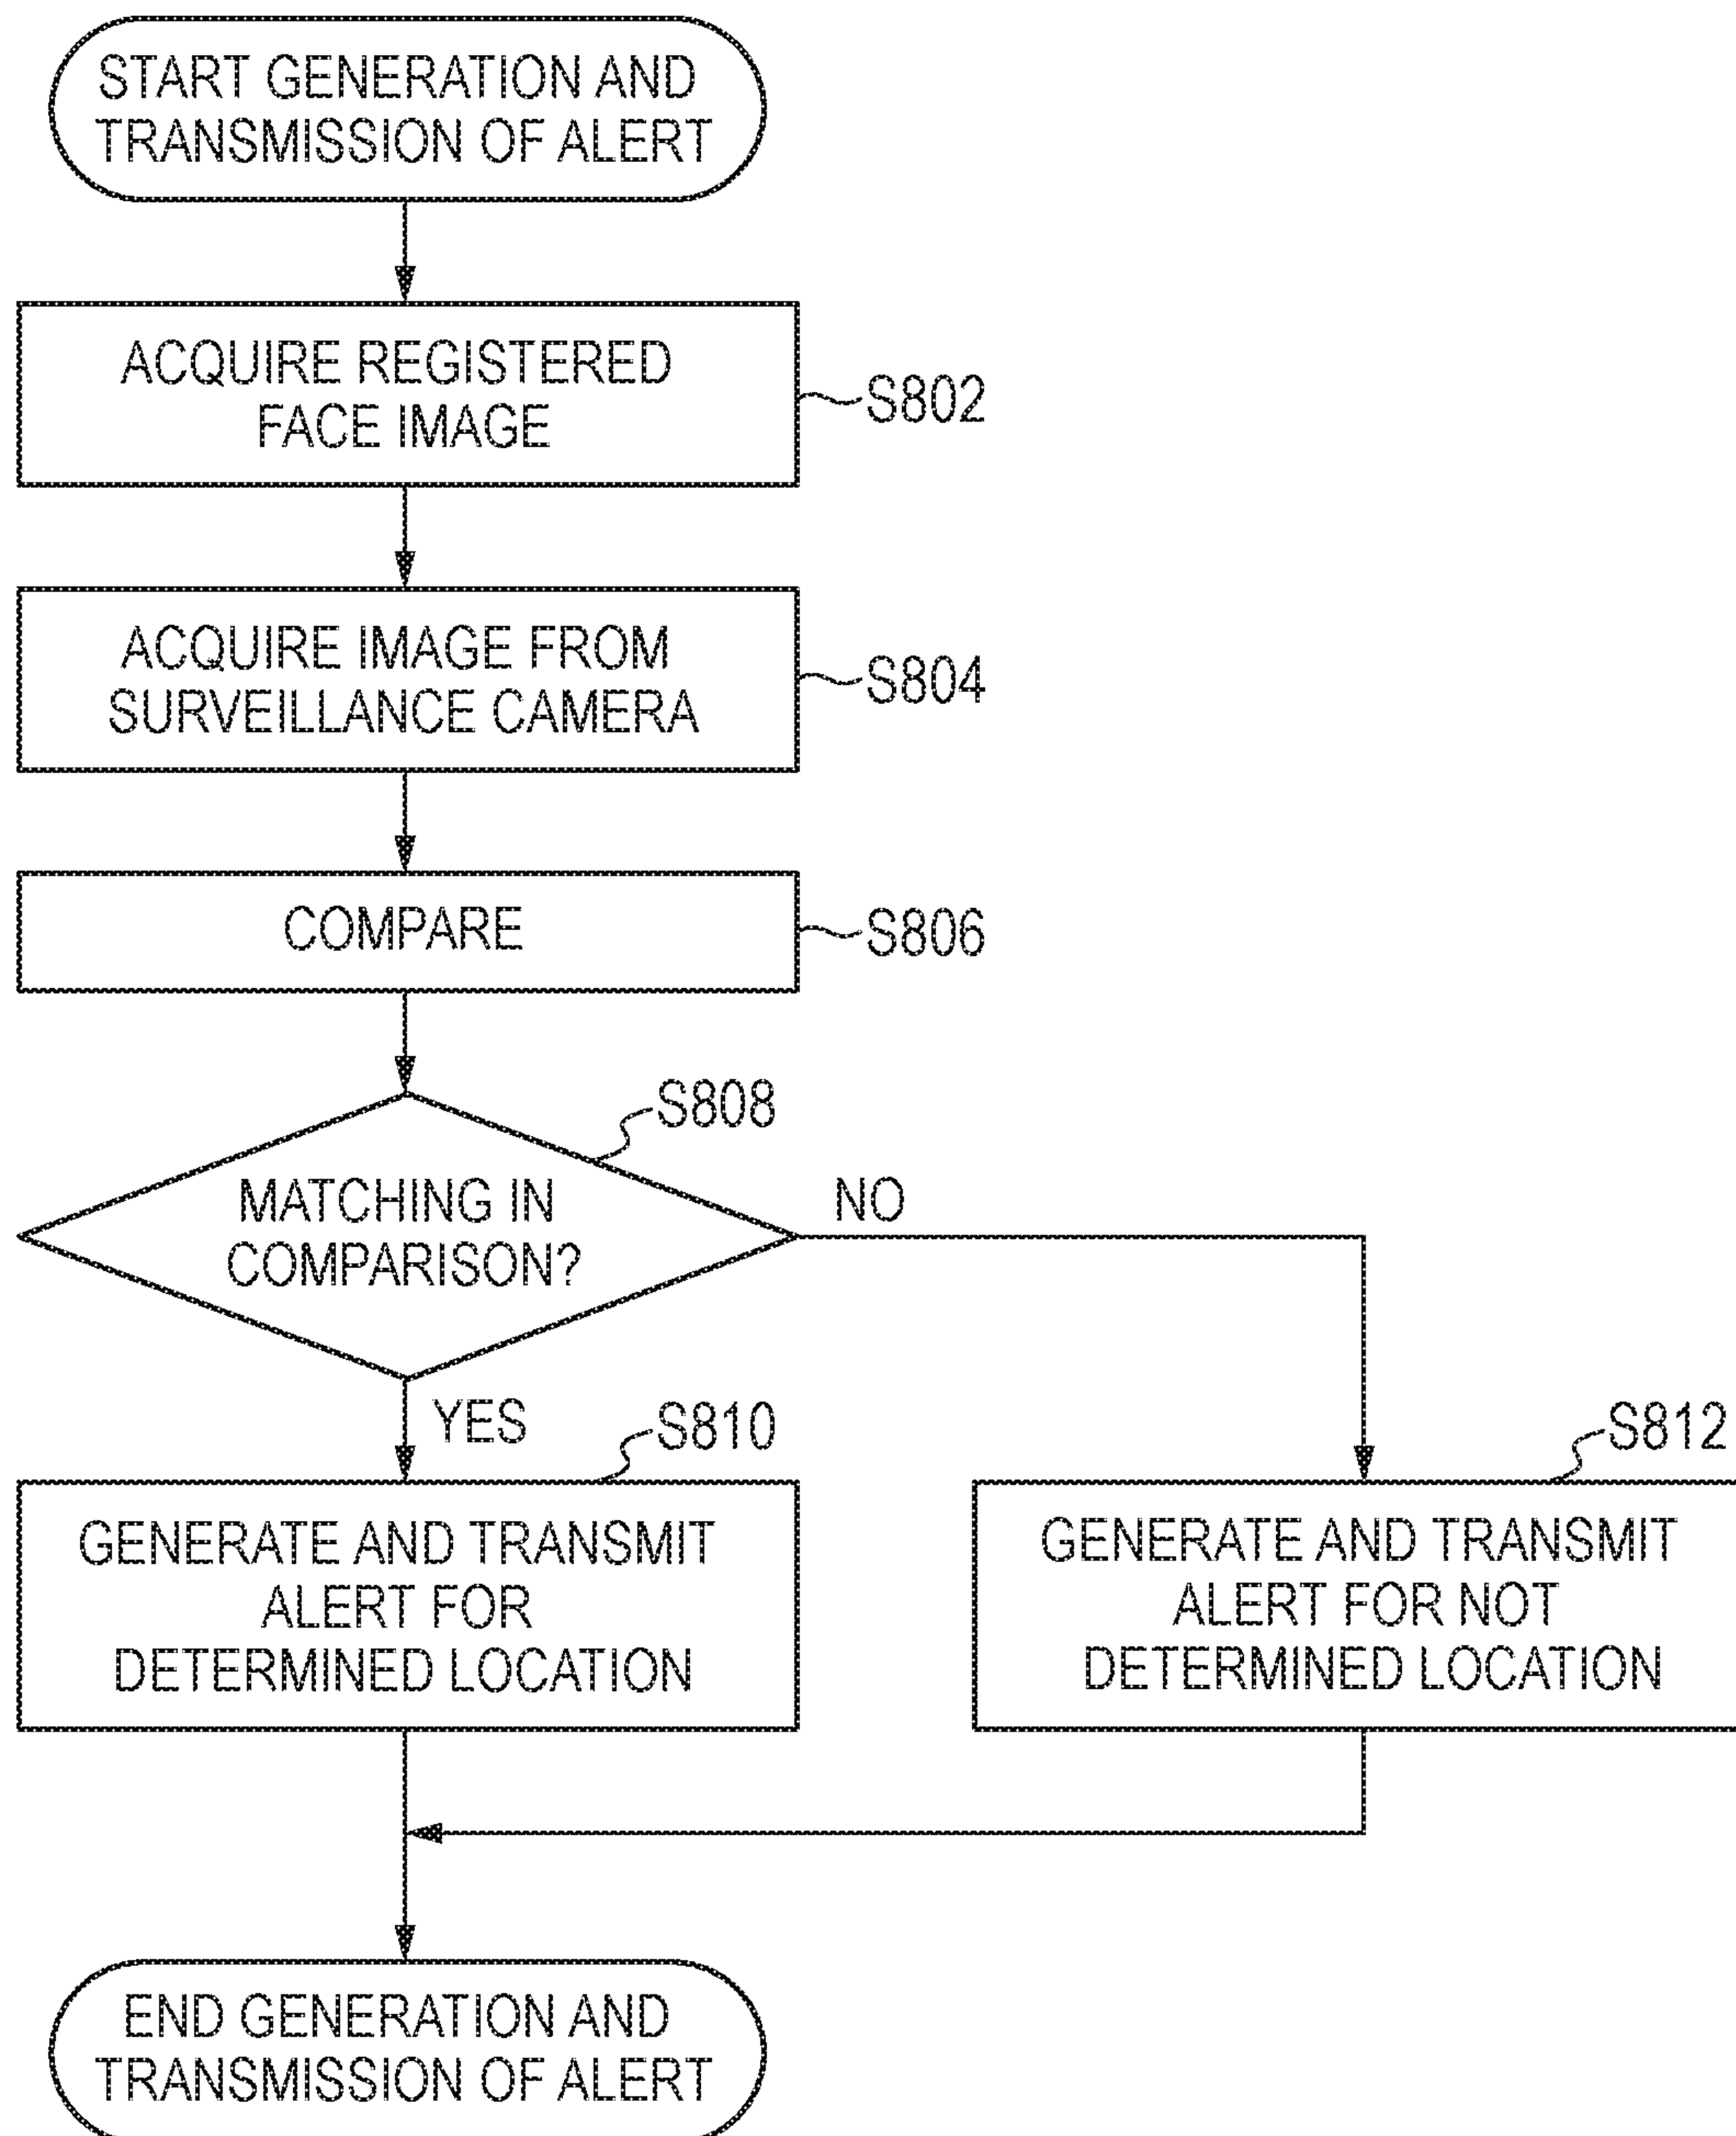 START GENERATION AND
TRANSMISSION OF ALERT
ACQUIRE REGISTERED
FACE IMAGE
S802
ACQUIRE IMAGE FROM
SURVEILLANCE CAMERA
S804
COMPARE
S806
S808
MATCHING IN
COMPARISON?
NO
YES
S810
S812
GENERATE AND TRANSMIT
ALERT FOR
DETERMINED LOCATION
GENERATE AND TRANSMIT
ALERT FOR NOT
DETERMINED LOCATION
END GENERATION AND
TRANSMISSION OF ALERT